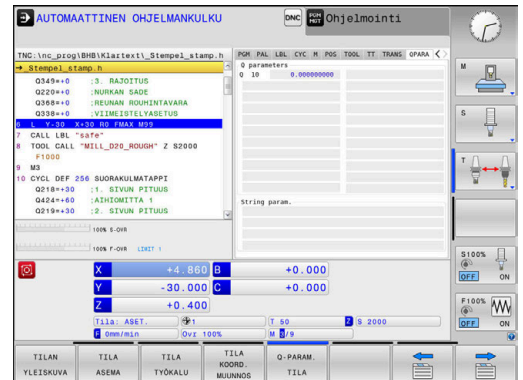 AUTOMAATTINEN OHJELMANKULKU
DNC
PGM
MDT
Ohjelmointi
TNC:\nc_prog\BHB\Klartext\_Stempel_stamp.h
→_Stempel_stamp.h
Q349=+0 ;3. RAJOITUS
Q220=+0 ;NURKAN SADE
Q368=+0 ;REUNAN ROUHINTAVARA
Q338=+0 ;VIIMEISTELYASETUS
6 L Y-30 X+30 R0 FMAX M99
7 CALL LBL "safe"
8 TOOL CALL "MILL_D20_ROUGH" Z S2000
F1000
9 M3
10 CYCL DEF 256 SUORAKULMATAPPI
Q218=+30 ;1. SIVUN PITUUS
Q424=+60 ;AIHIOMITTA 1
Q219=+30 ;2. SIVUN PITUUS
100% S-OVR
100% F-OVR LIMIT 1
PGM PAL LBL CYC M POS TOOL TT TRANS QPARA
Q parameters
Q 10 0.000000000
String param.
X +4.860 B +0.000
Y -30.000 C +0.000
Z +0.400
Tila: ASET. 1 T 50 Z S 2000
F 0mm/min Ovr 100% M 5/9
M
S
T
S100%
OFF ON
F100%
OFF ON
TILAN YLEISKUVA
TILA ASEMA
TILA TYÖKALU
TILA KOORD. MUUNNOS
Q-PARAM. TILA